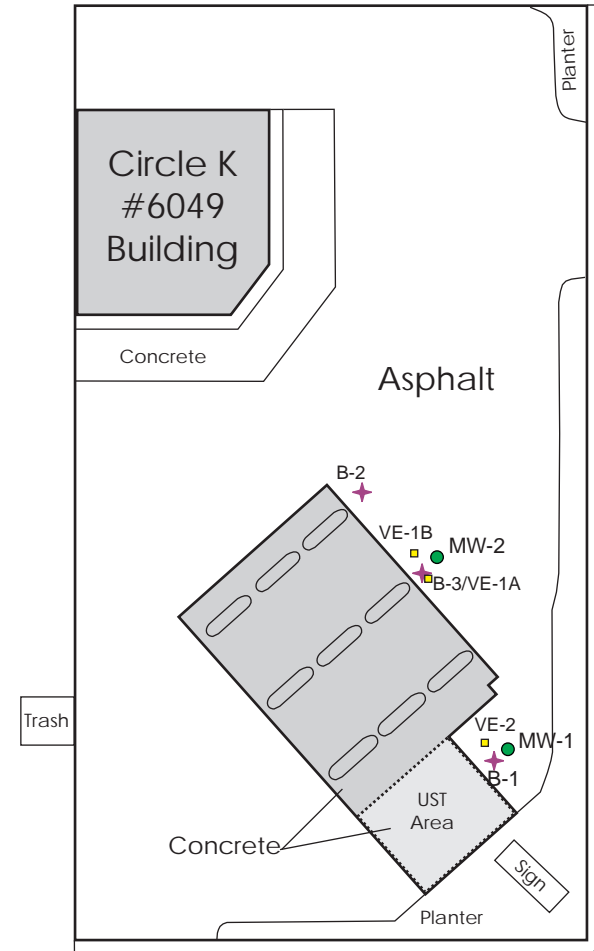 Planter
Circle K
#6049
Building
Concrete
Asphalt
B-2
VE-1B
MW-2
B-3/VE-1A
Trash
VE-2
MW-1
B-1
UST
Area
Concrete
Sign
Planter